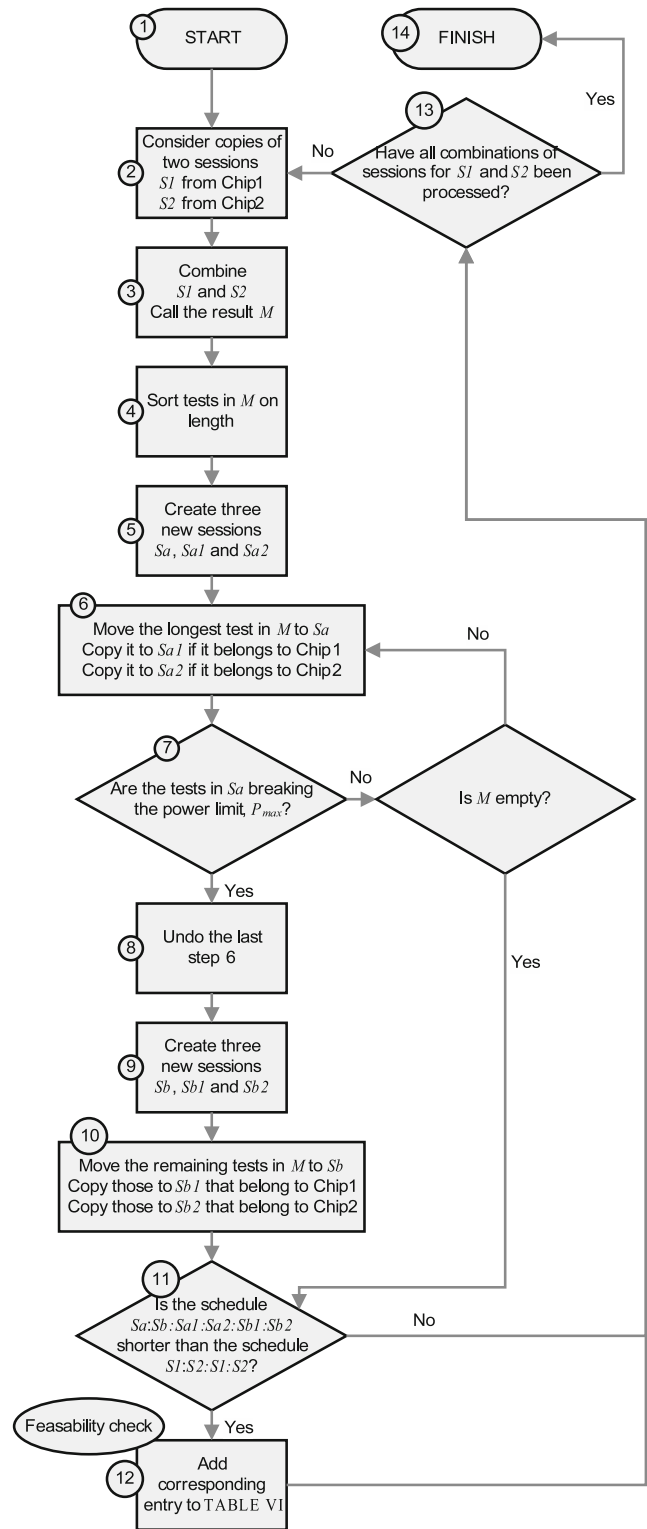 1
START
14
FINISH
Yes
13
Have all combinations of
sessions for S1 and S2 been
processed?
No
2
Consider copies of
two sessions
S1 from Chip1
S2 from Chip2
3
Combine
S1 and S2
Call the result M
4
Sort tests in M on
length
5
Create three
new sessions
Sa, Sa1 and Sa2
6
Move the longest test in M to Sa
Copy it to Sa1 if it belongs to Chip1
Copy it to Sa2 if it belongs to Chip2
No
7
Are the tests in Sa breaking
the power limit, Pmax?
No
Is M empty?
Yes
Yes
8
Undo the last
step 6
9
Create three
new sessions
Sb, Sb1 and Sb2
10
Move the remaining tests in M to Sb
Copy those to Sb1 that belong to Chip1
Copy those to Sb2 that belong to Chip2
11
Is the schedule
Sa:Sb:Sa1:Sa2:Sb1:Sb2
shorter than the schedule
S1:S2:S1:S2?
No
Yes
Feasability check
12
Add
corresponding
entry to TABLE VI